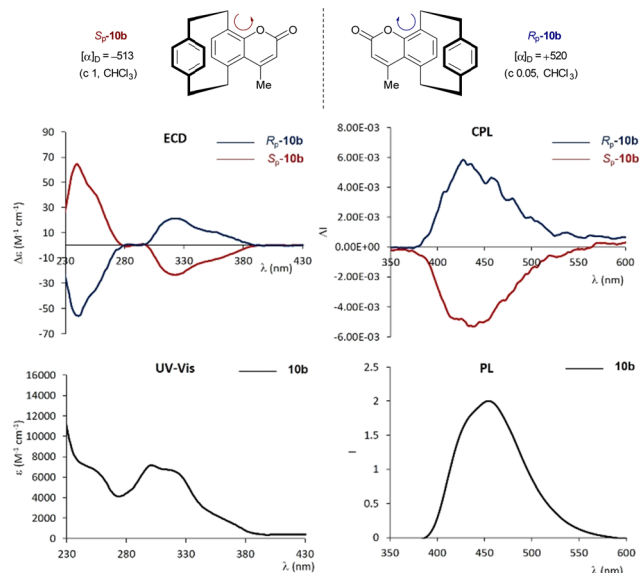 Sp-10b
[α]D = –513
(c 1, CHCl3)
O
O
Me
Rp-10b
[α]D = +520
(c 0.05, CHCl3)
O
O
Me
ECD
Rp-10b
Sp-10b
Δε (M-1 cm-1)
90
70
50
30
10
-10
-30
-50
-70
230
280
330
380
430
λ (nm)
CPL
Rp-10b
Sp-10b
ΔI
8.00E-03
6.00E-03
4.00E-03
2.00E-03
0.00E+00
-2.00E-03
-4.00E-03
-6.00E-03
350
400
450
500
550
600
λ (nm)
UV-Vis
10b
ε (M-1 cm-1)
16000
14000
12000
10000
8000
6000
4000
2000
0
230
280
330
380
430
λ (nm)
PL
10b
I
2.5
2
1.5
1
0.5
0
350
400
450
500
550
600
λ (nm)